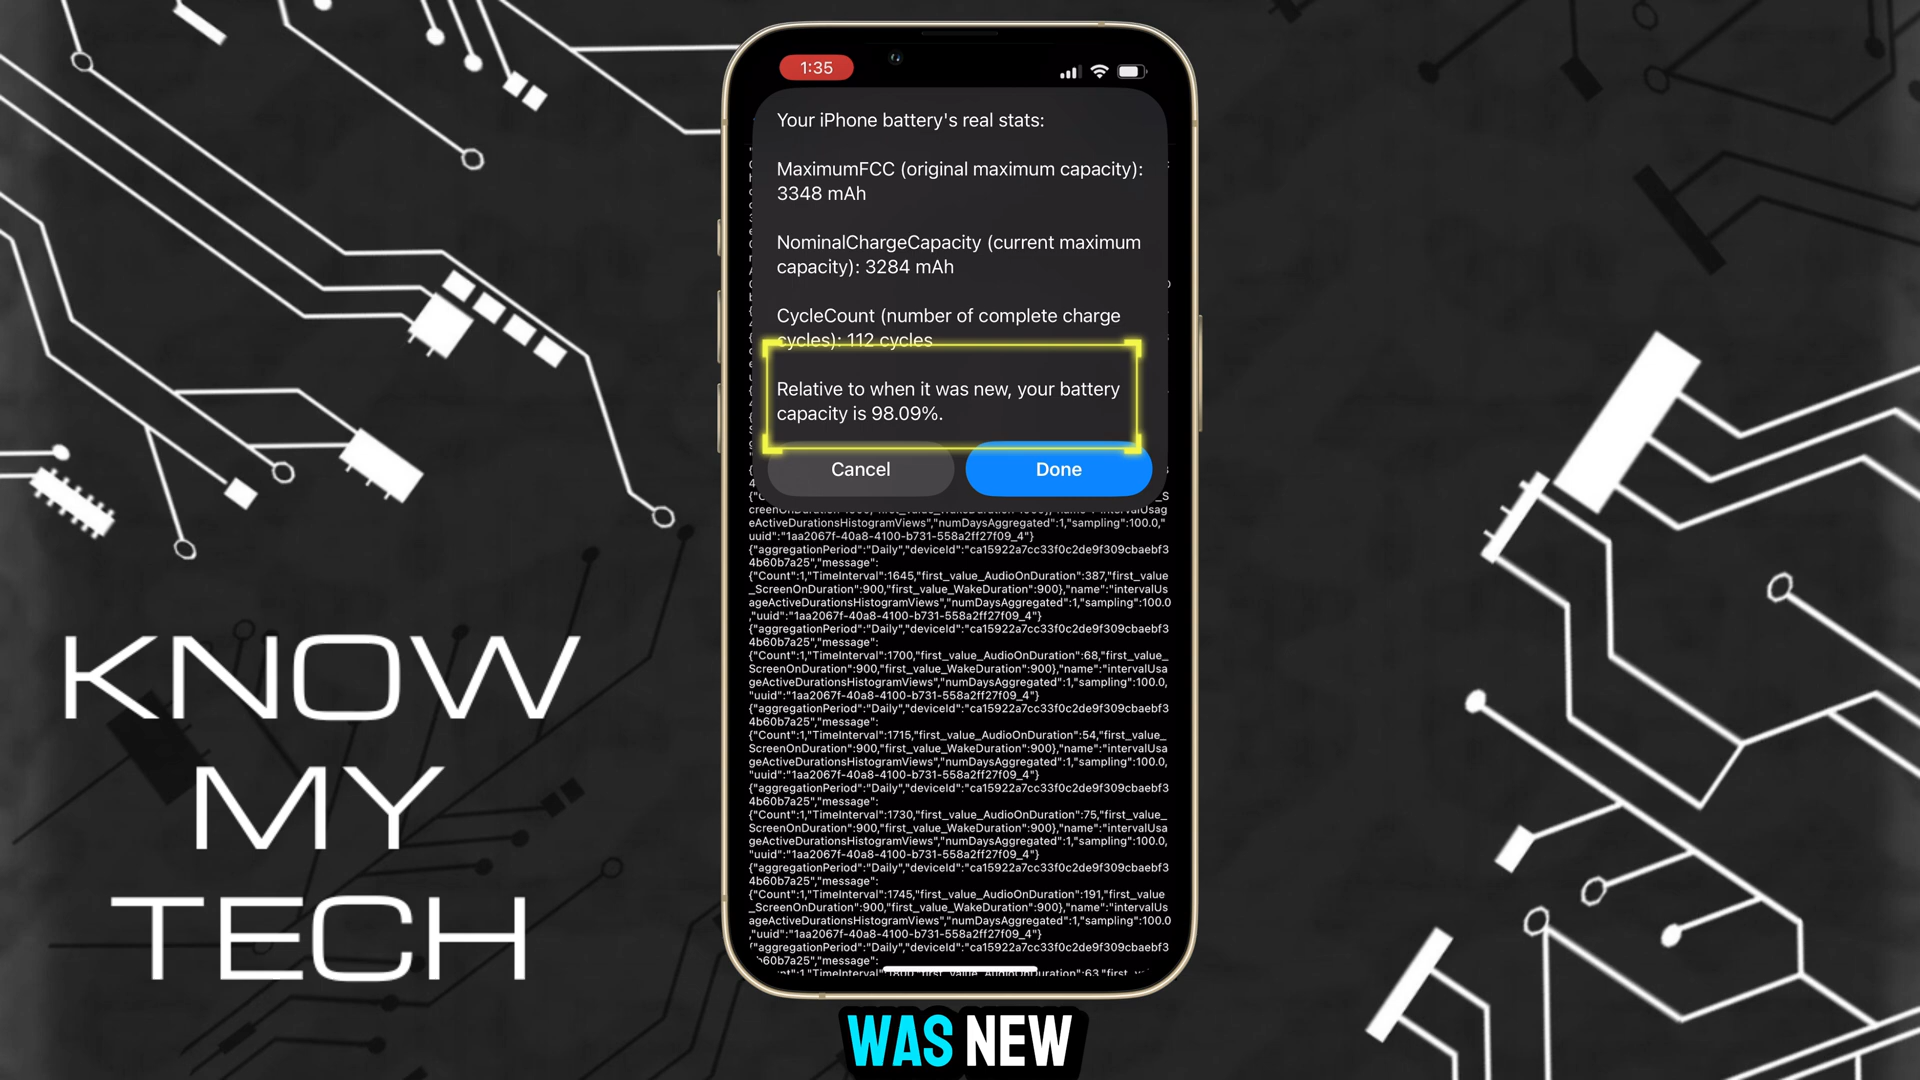 1:35
Your iPhone battery's real stats:
MaximumFCC (original maximum capacity):
3348 mAh
NominalChargeCapacity (current maximum
capacity): 3284 mAh
CycleCount (number of complete charge
cycles): 112 cycles
Relative to when it was new, your battery
capacity is 98.09%.
Cancel
Done
eActiveDurationsHistogramViews","numDaysAggregated":1,"sampling":100.0,"
uuid":"1aa2067f-40a8-4100-b731-558a2ff27f09_4"}
{"aggregationPeriod":"Daily","deviceId":"ca15922a7cc33f0c2de9f309cbaebf3
4b60b7a25","message":
{"Count":1,"TimeInterval":1645,"first_value_AudioOnDuration":387,"first_value
_ScreenOnDuration":900,"first_value_WakeDuration":900},"name":"intervalUs
ageActiveDurationsHistogramViews","numDaysAggregated":1,"sampling":100.0
,"uuid":"1aa2067f-40a8-4100-b731-558a2ff27f09_4"}
{"aggregationPeriod":"Daily","deviceId":"ca15922a7cc33f0c2de9f309cbaebf3
4b60b7a25","message":
{"Count":1,"TimeInterval":1700,"first_value_AudioOnDuration":68,"first_value_
ScreenOnDuration":900,"first_value_WakeDuration":900},"name":"intervalUsa
geActiveDurationsHistogramViews","numDaysAggregated":1,"sampling":100.0,
"uuid":"1aa2067f-40a8-4100-b731-558a2ff27f09_4"}
{"aggregationPeriod":"Daily","deviceId":"ca15922a7cc33f0c2de9f309cbaebf3
4b60b7a25","message":
{"Count":1,"TimeInterval":1715,"first_value_AudioOnDuration":54,"first_value_
ScreenOnDuration":900,"first_value_WakeDuration":900},"name":"intervalUsa
geActiveDurationsHistogramViews","numDaysAggregated":1,"sampling":100.0,
"uuid":"1aa2067f-40a8-4100-b731-558a2ff27f09_4"}
{"aggregationPeriod":"Daily","deviceId":"ca15922a7cc33f0c2de9f309cbaebf3
4b60b7a25","message":
{"Count":1,"TimeInterval":1730,"first_value_AudioOnDuration":75,"first_value_
ScreenOnDuration":900,"first_value_WakeDuration":900},"name":"intervalUsa
geActiveDurationsHistogramViews","numDaysAggregated":1,"sampling":100.0,
"uuid":"1aa2067f-40a8-4100-b731-558a2ff27f09_4"}
{"aggregationPeriod":"Daily","deviceId":"ca15922a7cc33f0c2de9f309cbaebf3
4b60b7a25","message":
{"Count":1,"TimeInterval":1745,"first_value_AudioOnDuration":191,"first_value
_ScreenOnDuration":900,"first_value_WakeDuration":900},"name":"intervalUs
ageActiveDurationsHistogramViews","numDaysAggregated":1,"sampling":100.0
,"uuid":"1aa2067f-40a8-4100-b731-558a2ff27f09_4"}
{"aggregationPeriod":"Daily","deviceId":"ca15922a7cc33f0c2de9f309cbaebf3
b60b7a25","message":
KNOW
MY
TECH
WAS NEW